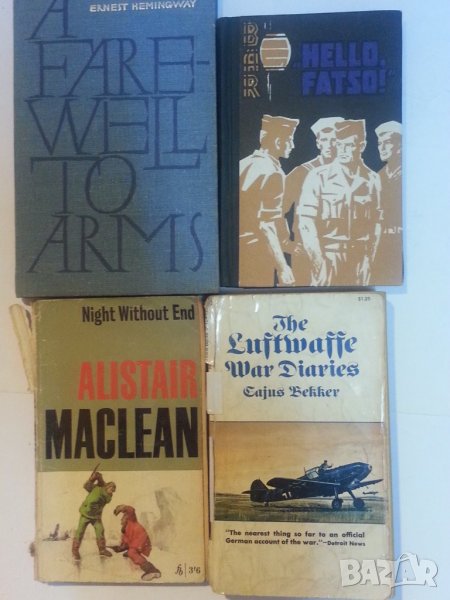 ERNEST HEMINGWAY
A
FARE-
WELL
TO
ARMS
"HELLO,
FATSO!"
Night Without End
ALISTAIR
MACLEAN
fb 3'6
$1.25
The
Luftwaffe
War Diaries
Cajus Bekker
"The nearest thing so far to an official
German account of the war."—Detroit News
BAZAR